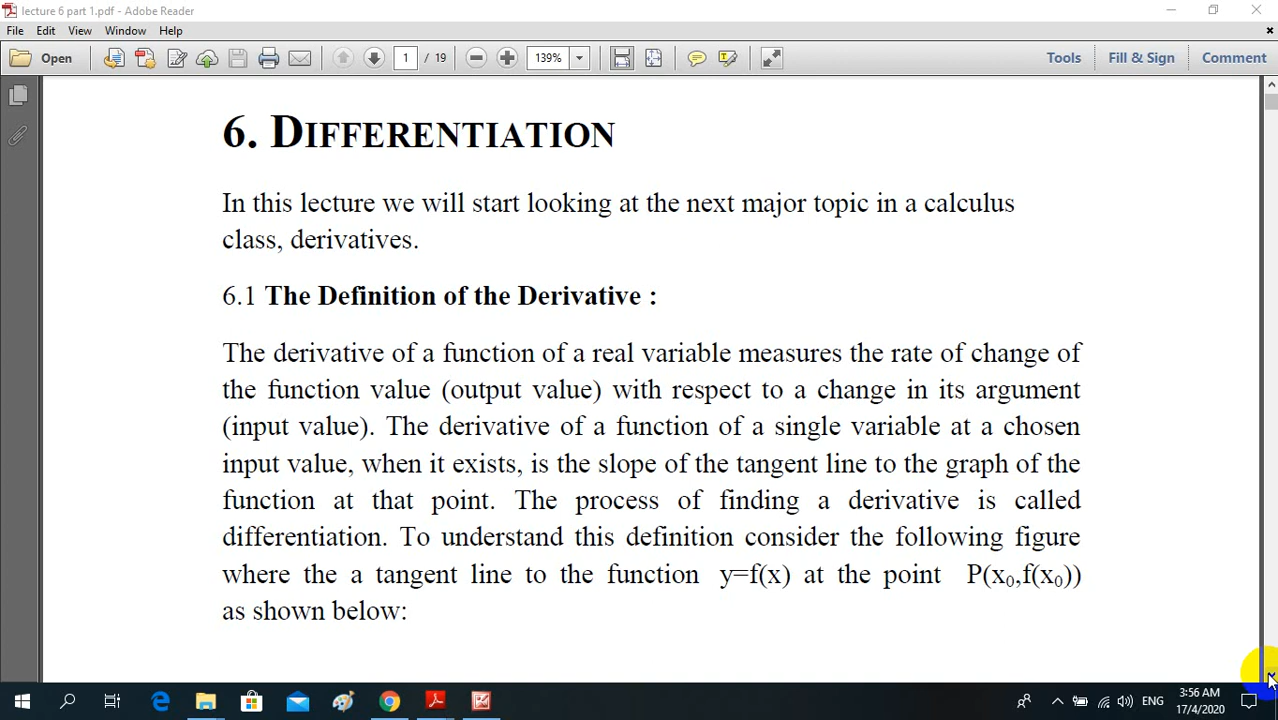 lecture 6 part 1.pdf - Adobe Reader
File Edit View Window Help
Open 1 / 19 139% Tools Fill & Sign Comment
6. DIFFERENTIATION
In this lecture we will start looking at the next major topic in a calculus
class, derivatives.
6.1 The Definition of the Derivative :
The derivative of a function of a real variable measures the rate of change of
the function value (output value) with respect to a change in its argument
(input value). The derivative of a function of a single variable at a chosen
input value, when it exists, is the slope of the tangent line to the graph of the
function at that point. The process of finding a derivative is called
differentiation. To understand this definition consider the following figure
where the a tangent line to the function y=f(x) at the point P(x₀,f(x₀))
as shown below:
ENG 3:56 AM
17/4/2020